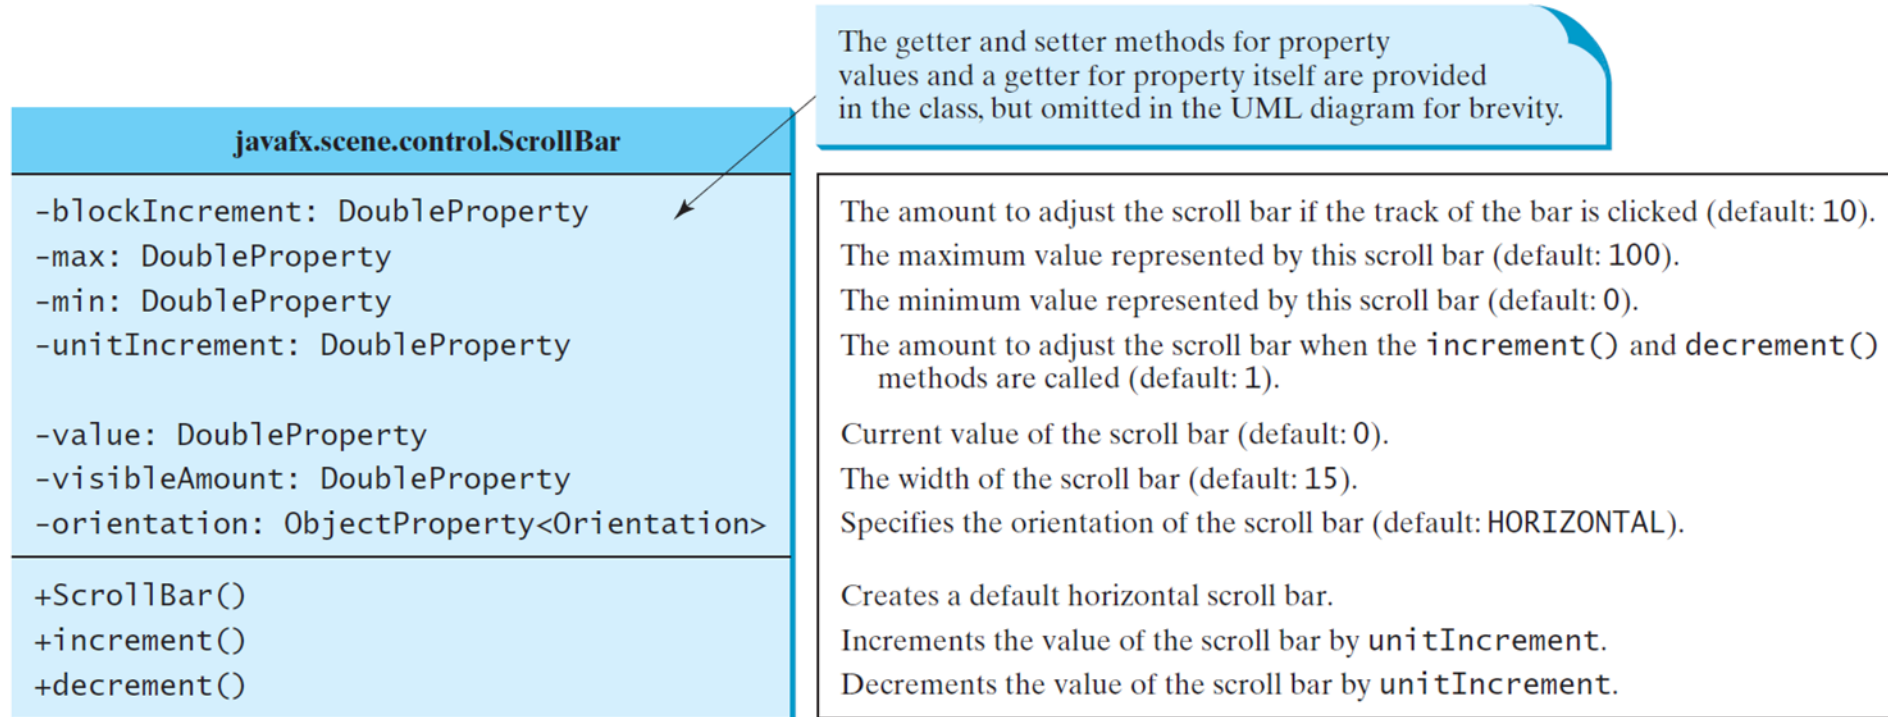 The getter and setter methods for property
values and a getter for property itself are provided
in the class, but omitted in the UML diagram for brevity.
javafx.scene.control.ScrollBar
-blockIncrement: DoubleProperty
The amount to adjust the scroll bar if the track of the bar is clicked (default: 10).
-max: DoubleProperty
The maximum value represented by this scroll bar (default: 100).
-min: DoubleProperty
The minimum value represented by this scroll bar (default: 0).
-unitIncrement: DoubleProperty
The amount to adjust the scroll bar when the increment() and decrement()
methods are called (default: 1).
-value: DoubleProperty
Current value of the scroll bar (default: 0).
-visibleAmount: DoubleProperty
The width of the scroll bar (default: 15).
-orientation: ObjectProperty<Orientation>
Specifies the orientation of the scroll bar (default: HORIZONTAL).
+ScrollBar()
Creates a default horizontal scroll bar.
+increment()
Increments the value of the scroll bar by unitIncrement.
+decrement()
Decrements the value of the scroll bar by unitIncrement.